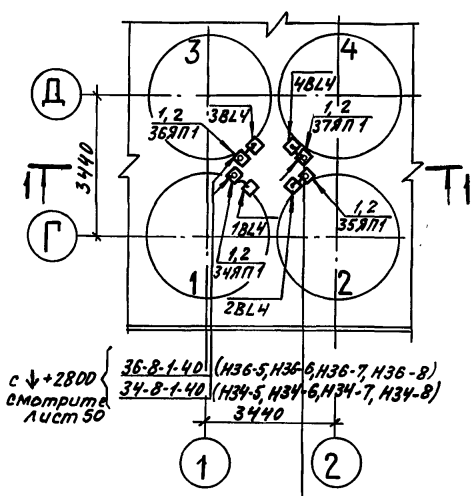 3
4
Д
1,2
3BL4
4BL4
1,2
36ЯП1
37ЯП1
3440
1
1
Г
1BL4
1,2
35ЯП1
1,2
34ЯП1
1
2
2BL4
36-8-1-40 (Н36-5, Н36-6, Н36-7, Н36-8)
с ↓+2800
34-8-1-40 (Н34-5, Н34-6, Н34-7, Н34-8)
смотрите
лист 50
3440
1
2